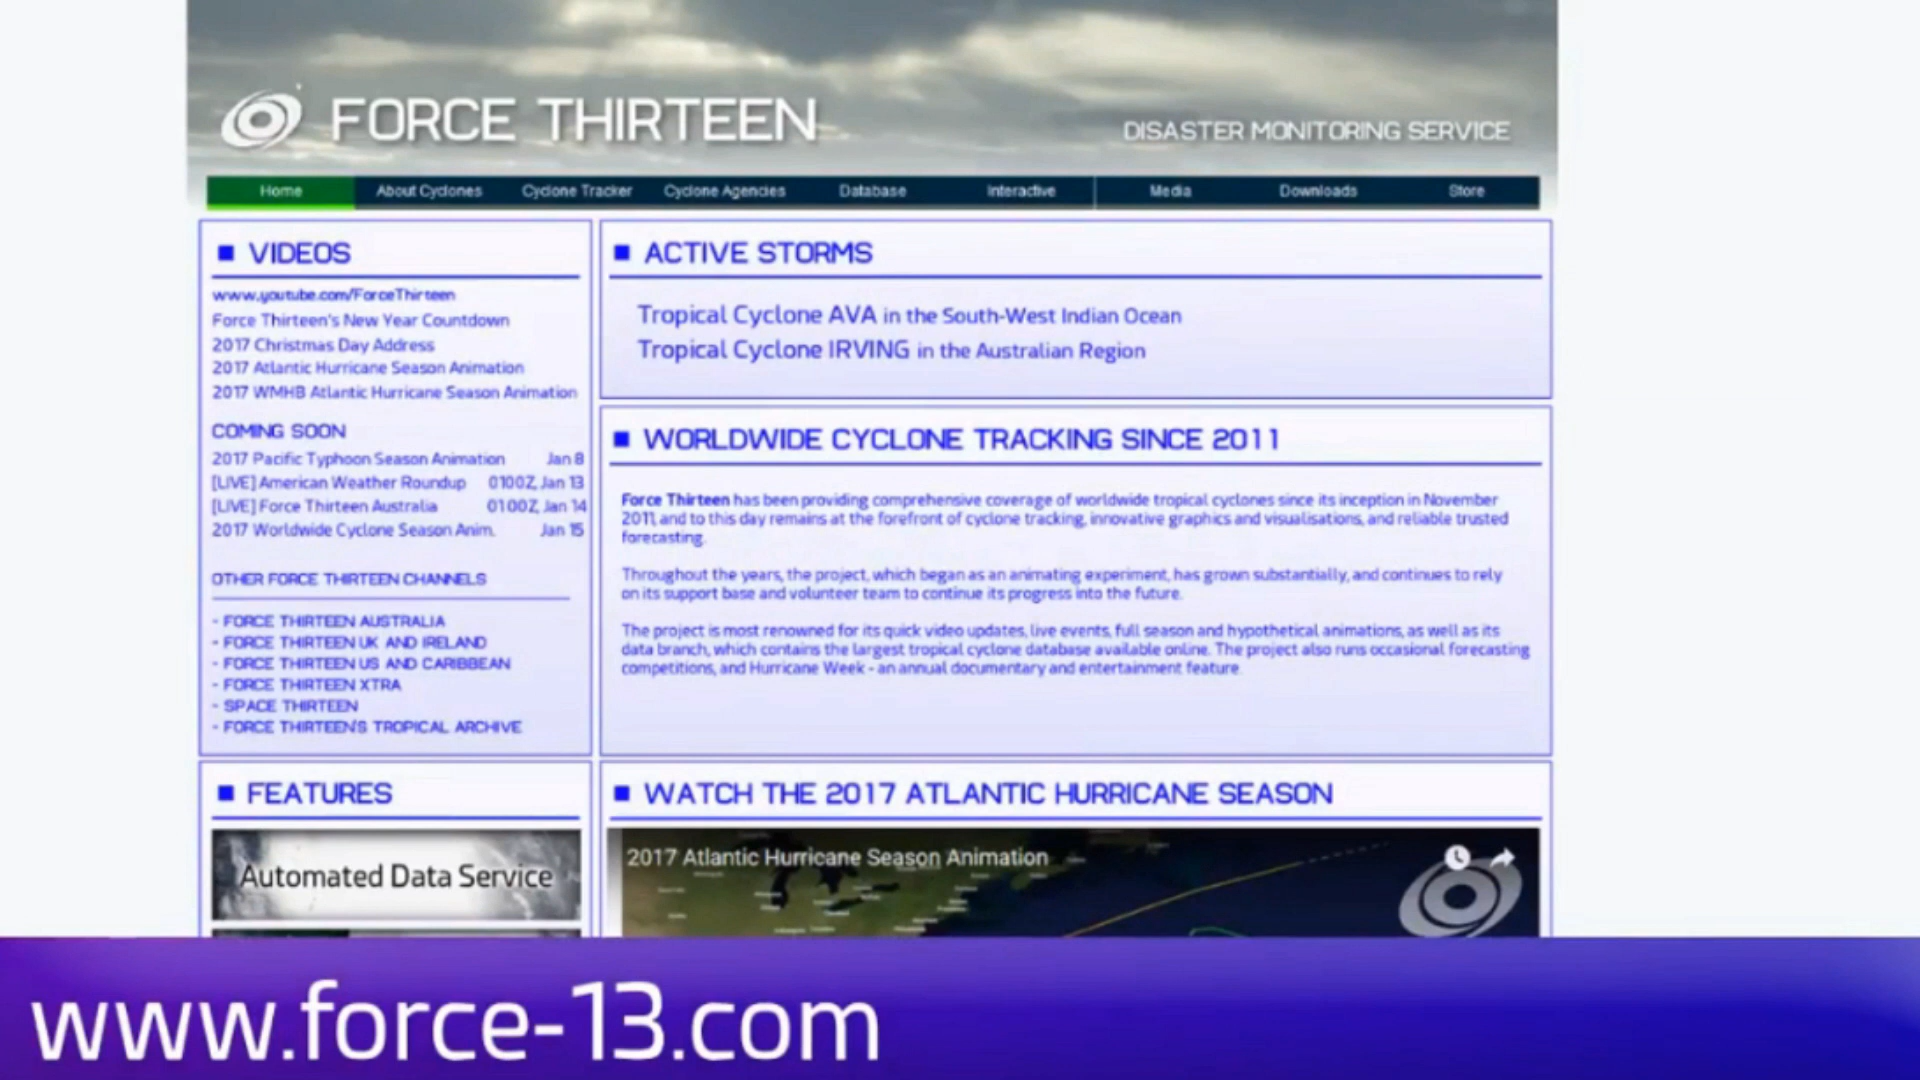 FORCE THIRTEEN
DISASTER MONITORING SERVICE
Home About Cyclones Cyclone Tracker Cyclone Agencies Database Interactive Media Downloads Store
VIDEOS
www.youtube.com/ForceThirteen
Force Thirteen's New Year Countdown
2017 Christmas Day Address
2017 Atlantic Hurricane Season Animation
2017 WMHB Atlantic Hurricane Season Animation
COMING SOON
2017 Pacific Typhoon Season Animation Jan 8
[LIVE] American Weather Roundup 0100Z, Jan 13
[LIVE] Force Thirteen Australia 0100Z, Jan 14
2017 Worldwide Cyclone Season Anim. Jan 15
OTHER FORCE THIRTEEN CHANNELS
- FORCE THIRTEEN AUSTRALIA
- FORCE THIRTEEN UK AND IRELAND
- FORCE THIRTEEN US AND CARIBBEAN
- FORCE THIRTEEN XTRA
- SPACE THIRTEEN
- FORCE THIRTEEN'S TROPICAL ARCHIVE
ACTIVE STORMS
Tropical Cyclone AVA in the South-West Indian Ocean
Tropical Cyclone IRVING in the Australian Region
WORLDWIDE CYCLONE TRACKING SINCE 2011
Force Thirteen has been providing comprehensive coverage of worldwide tropical cyclones since its inception in November
2011, and to this day remains at the forefront of cyclone tracking, innovative graphics and visualisations, and reliable trusted
forecasting.
Throughout the years, the project, which began as an animating experiment, has grown substantially, and continues to rely
on its support base and volunteer team to continue its progress into the future.
The project is most renowned for its quick video updates, live events, full season and hypothetical animations, as well as its
data branch, which contains the largest tropical cyclone database available online. The project also runs occasional forecasting
competitions, and Hurricane Week - an annual documentary and entertainment feature.
FEATURES
Automated Data Service
WATCH THE 2017 ATLANTIC HURRICANE SEASON
2017 Atlantic Hurricane Season Animation
www.force-13.com